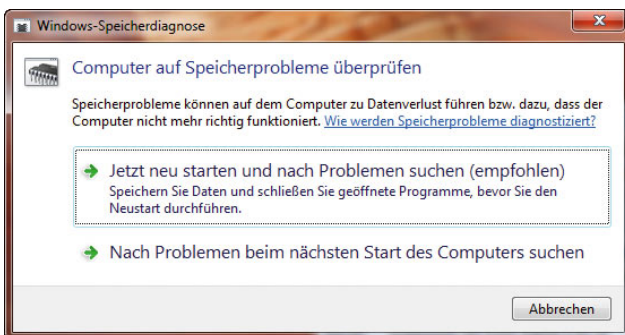 Windows-Speicherdiagnose
Computer auf Speicherprobleme überprüfen
Speicherprobleme können auf dem Computer zu Datenverlust führen bzw. dazu, dass der
Computer nicht mehr richtig funktioniert. Wie werden Speicherprobleme diagnostiziert?
Jetzt neu starten und nach Problemen suchen (empfohlen)
Speichern Sie Daten und schließen Sie geöffnete Programme, bevor Sie den
Neustart durchführen.
Nach Problemen beim nächsten Start des Computers suchen
Abbrechen